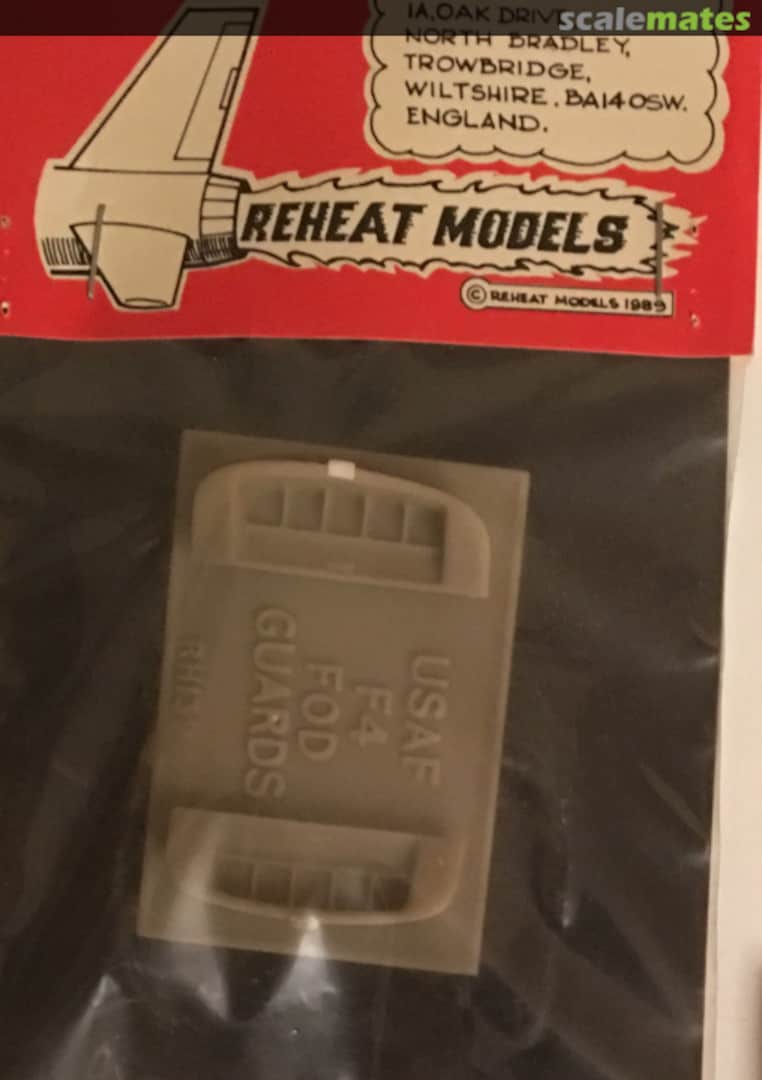 scalemates
1A, OAK DRIVE
NORTH BRADLEY,
TROWBRIDGE,
WILTSHIRE. BA14 0SW.
ENGLAND.
REHEAT MODELS
© REHEAT MODELS 1989
USAF
F4
FOD
GUARDS